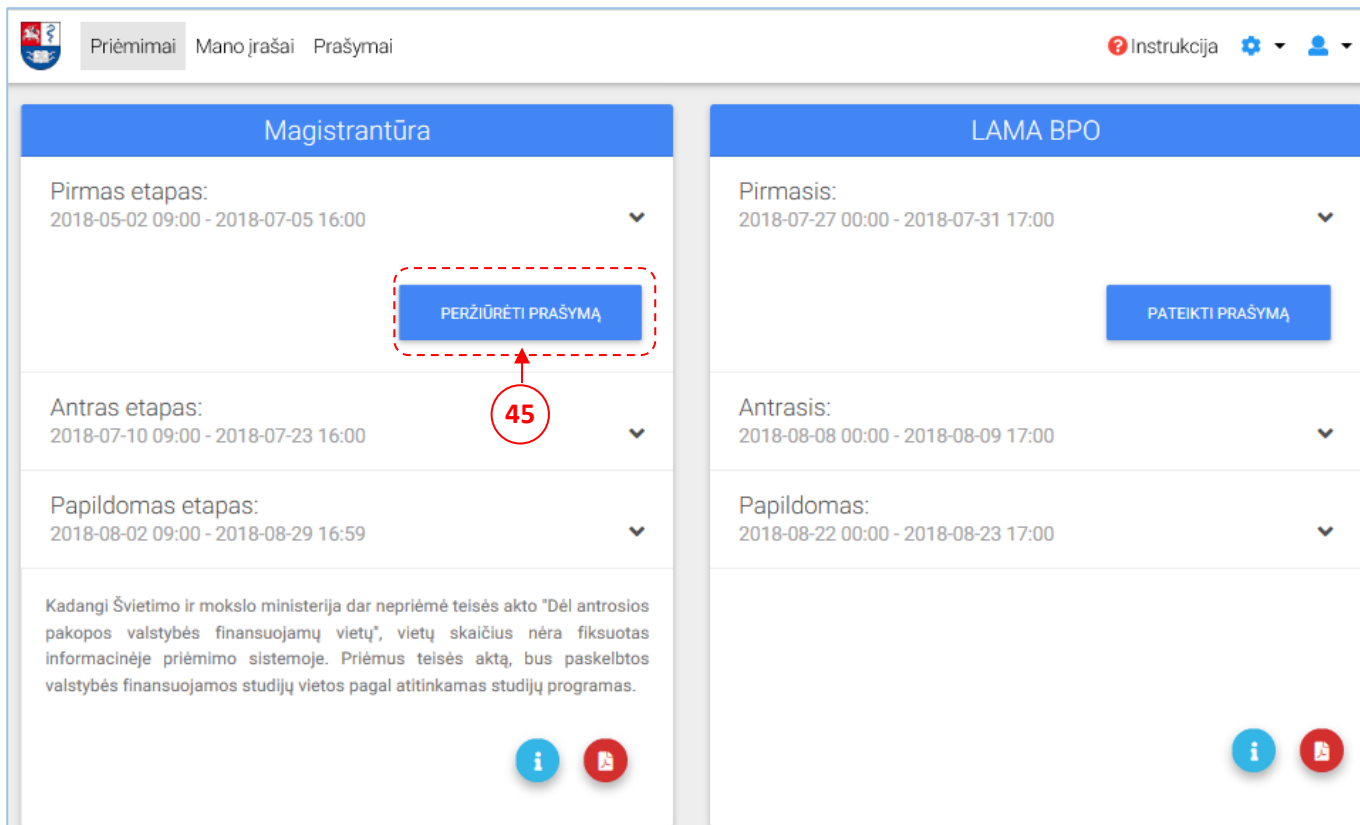 Priėmimai Mano įrašai Prašymai
Instrukcija
Magistrantūra
Pirmas etapas:
2018-05-02 09:00 - 2018-07-05 16:00
PERŽIŪRĖTI PRAŠYMĄ
45
Antras etapas:
2018-07-10 09:00 - 2018-07-23 16:00
Papildomas etapas:
2018-08-02 09:00 - 2018-08-29 16:59
Kadangi Švietimo ir mokslo ministerija dar nepriėmė teisės akto "Dėl antrosios
pakopos valstybės finansuojamų vietų", vietų skaičius nėra fiksuotas
informacinėje priėmimo sistemoje. Priėmus teisės aktą, bus paskelbtos
valstybės finansuojamos studijų vietos pagal atitinkamas studijų programas.
LAMA BPO
Pirmasis:
2018-07-27 00:00 - 2018-07-31 17:00
PATEIKTI PRAŠYMĄ
Antrasis:
2018-08-08 00:00 - 2018-08-09 17:00
Papildomas:
2018-08-22 00:00 - 2018-08-23 17:00